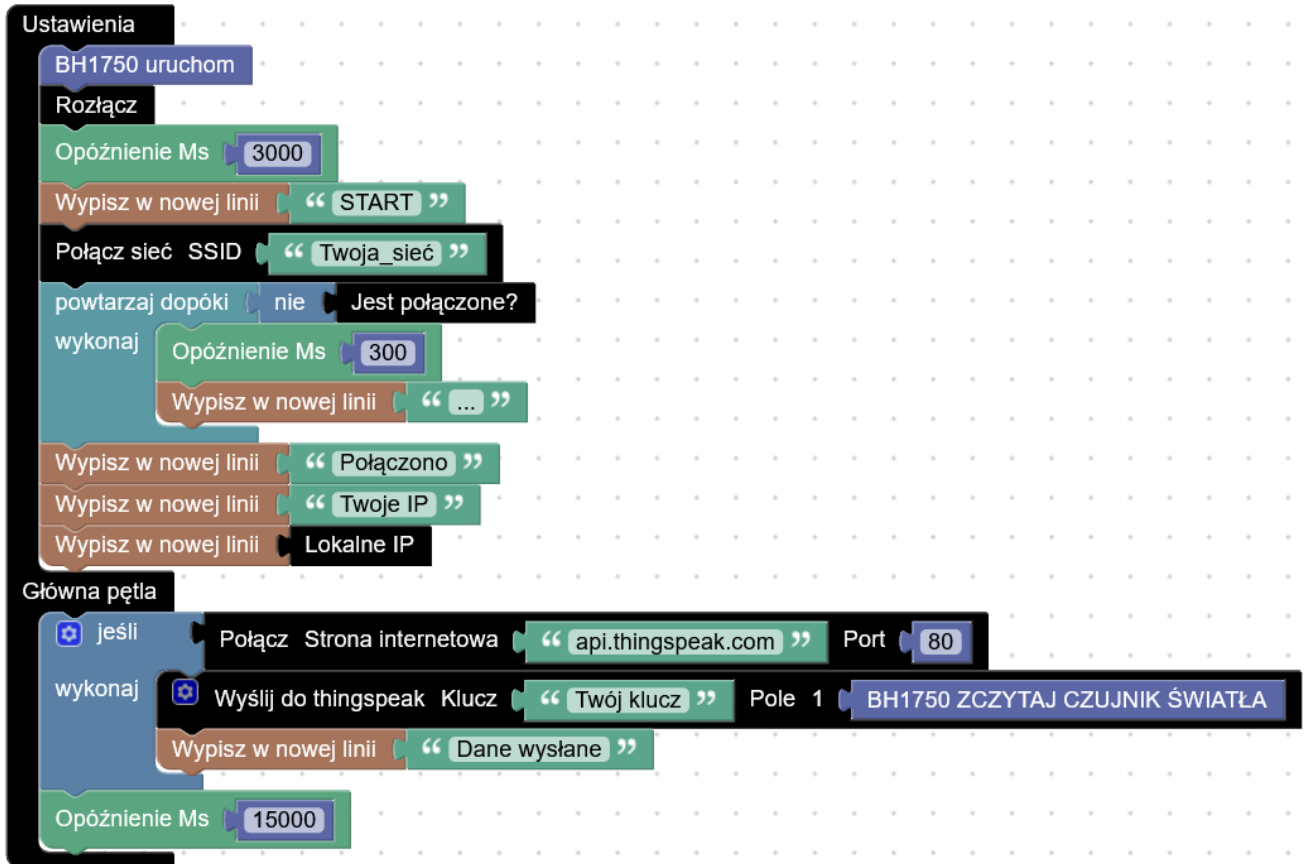 Ustawienia
BH1750 uruchom
Rozłącz
Opóźnienie Ms 3000
Wypisz w nowej linii “ START ”
Połącz sieć SSID “ Twoja_sieć ”
powtarzaj dopóki nie Jest połączone?
wykonaj Opóźnienie Ms 300
Wypisz w nowej linii “ ... ”
Wypisz w nowej linii “ Połączono ”
Wypisz w nowej linii “ Twoje IP ”
Wypisz w nowej linii Lokalne IP
Główna pętla
jeśli Połącz Strona internetowa “ api.thingspeak.com ” Port 80
wykonaj Wyślij do thingspeak Klucz “ Twój klucz ” Pole 1 BH1750 ZCZYTAJ CZUJNIK ŚWIATŁA
Wypisz w nowej linii “ Dane wysłane ”
Opóźnienie Ms 15000